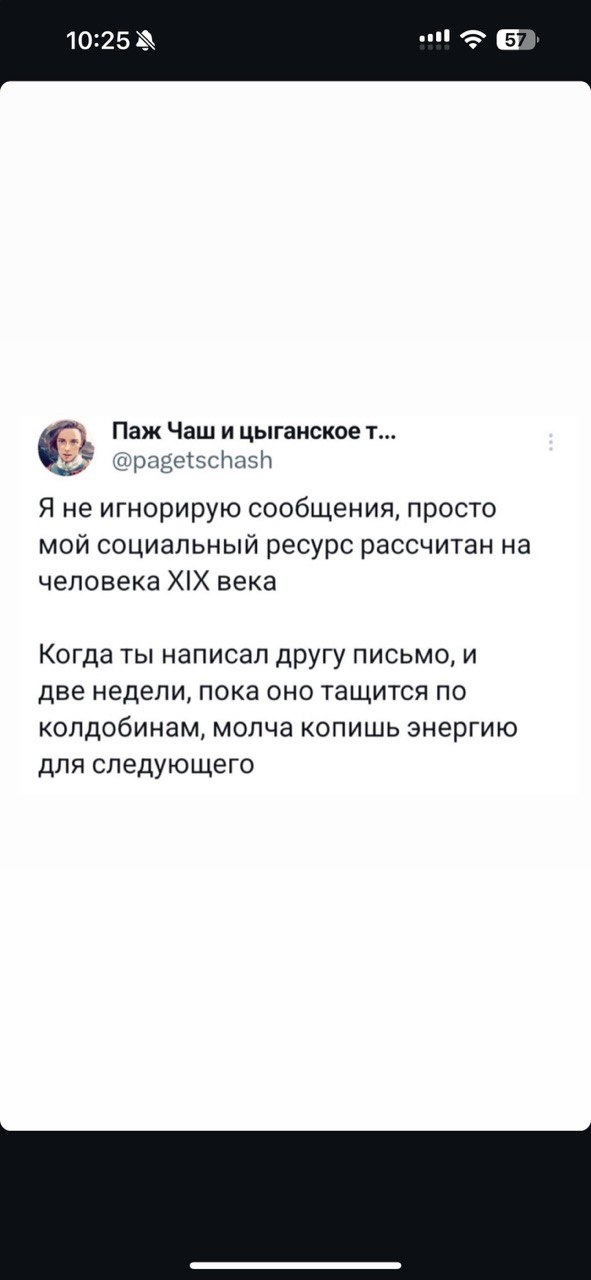 10:25
57
Паж Чаш и цыганское т...
@pagetschash
Я не игнорирую сообщения, просто
мой социальный ресурс рассчитан на
человека XIX века
Когда ты написал другу письмо, и
две недели, пока оно тащится по
колдобинам, молча копишь энергию
для следующего